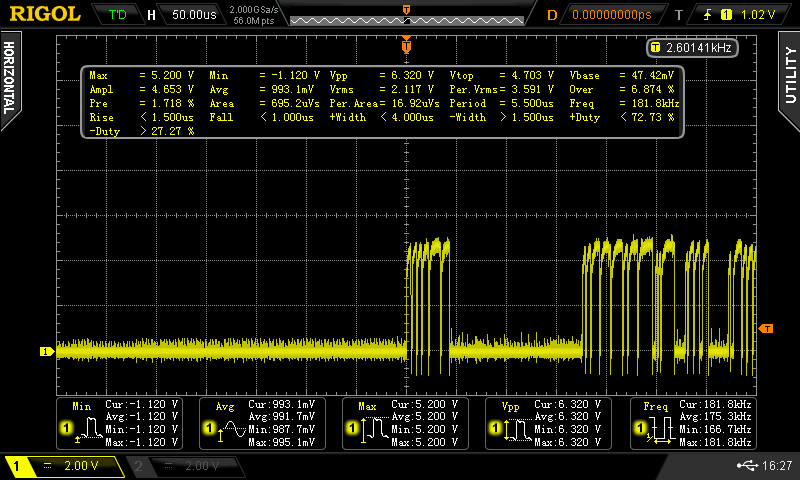 RIGOL T'D H 50.00us 2.000GSa/s 56.0M pts T D 0.00000000ps T 1 1.02 V
HORIZONTAL
UTILITY
T
T 2.60141kHz
Max = 5.200 V Min = -1.120 V Vpp = 6.320 V Vtop = 4.703 V Vbase = 47.42mV
Ampl = 4.653 V Avg = 993.1mV Vrms = 2.117 V Per.Vrms= 3.591 V Over = 6.874 %
Pre = 1.718 % Area = 695.2uVs Per.Area= 16.92uVs Period = 5.500us Freq = 181.8kHz
Rise < 1.500us Fall < 1.000us +Width < 4.000us -Width > 1.500us +Duty < 72.73 %
-Duty > 27.27 %
T
1
Min Cur:-1.120 V Avg Cur:993.1mV Max Cur:5.200 V Vpp Cur:6.320 V Freq Cur:181.8kHz
1 Avg:-1.120 V 1 Avg:991.7mV 1 Avg:5.200 V 1 Avg:6.320 V 1 Avg:175.3kHz
Min:-1.120 V Min:987.7mV Min:5.200 V Min:6.320 V Min:166.7kHz
Max:-1.120 V Max:995.1mV Max:5.200 V Max:6.320 V Max:181.8kHz
1 2.00 V 2 2.00 V 16:27